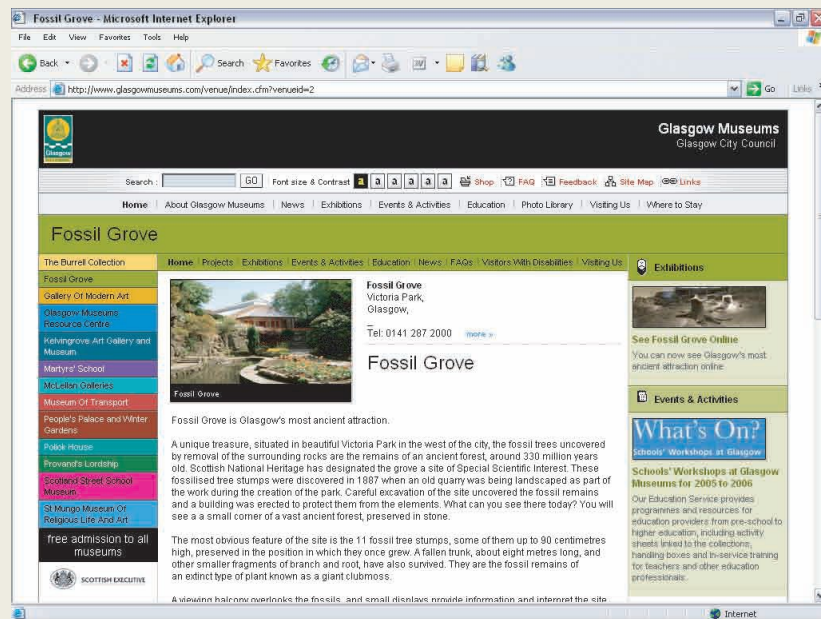 Fossil Grove - Microsoft Internet Explorer
File Edit View Favorites Tools Help
Back Search Favorites
Address http://www.glasgowmuseums.com/venue/index.cfm?venueid=2 Go Links
Glasgow Museums
Glasgow City Council
Glasgow
Search : GO Font size & Contrast a a a a a a Shop FAQ Feedback Site Map Links
Home About Glasgow Museums News Exhibitions Events & Activities Education Photo Library Visiting Us Where to Stay
Fossil Grove
The Burrell Collection
Fossil Grove
Gallery Of Modern Art
Glasgow Museums
Resource Centre
Kelvingrove Art Gallery and
Museum
Martyrs' School
McLellan Galleries
Museum Of Transport
People's Palace and Winter
Gardens
Pollok House
Provand's Lordship
Scotland Street School
Museum
St Mungo Museum Of
Religious Life And Art
free admission to all
museums
SCOTTISH EXECUTIVE
Home Projects Exhibitions Events & Activities Education News FAQs Visitors With Disabilities Visiting Us
Fossil Grove
Fossil Grove
Victoria Park,
Glasgow,
_
Tel: 0141 287 2000 more »
Fossil Grove
Fossil Grove is Glasgow's most ancient attraction.
A unique treasure, situated in beautiful Victoria Park in the west of the city, the fossil trees uncovered
by removal of the surrounding rocks are the remains of an ancient forest, around 330 million years
old. Scottish National Heritage has designated the grove a site of Special Scientific Interest. These
fossilised tree stumps were discovered in 1887 when an old quarry was being landscaped as part of
the work during the creation of the park. Careful excavation of the site uncovered the fossil remains
and a building was erected to protect them from the elements. What can you see there today? You will
see a a small corner of a vast ancient forest, preserved in stone.
The most obvious feature of the site is the 11 fossil tree stumps, some of them up to 90 centimetres
high, preserved in the position in which they once grew. A fallen trunk, about eight metres long, and
other smaller fragments of branch and root, have also survived. They are the fossil remains of
an extinct type of plant known as a giant clubmoss.
A viewing balcony overlooks the fossils, and small displays provide information and interpret the site
Exhibitions
See Fossil Grove Online
You can now see Glasgow's most
ancient attraction online
Events & Activities
What's On?
Schools' Workshops at Glasgow Museums
Schools' Workshops at Glasgow
Museums for 2005 to 2006
Our Education Service provides
programmes and resources for
education providers from pre-school to
higher education, including activity
sheets linked to the collections,
handling boxes and in-service training
for teachers and other education
professionals.
Internet